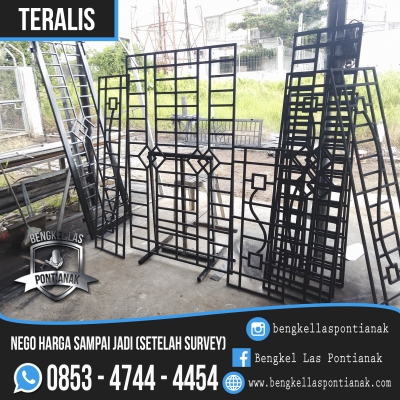 TERALIS
BENGKEL LAS
PONTIANAK
NEGO HARGA SAMPAI JADI (SETELAH SURVEY)
0853 - 4744 - 4454
bengkellaspontianak
Bengkel Las Pontianak
www.bengkellaspontianak.com